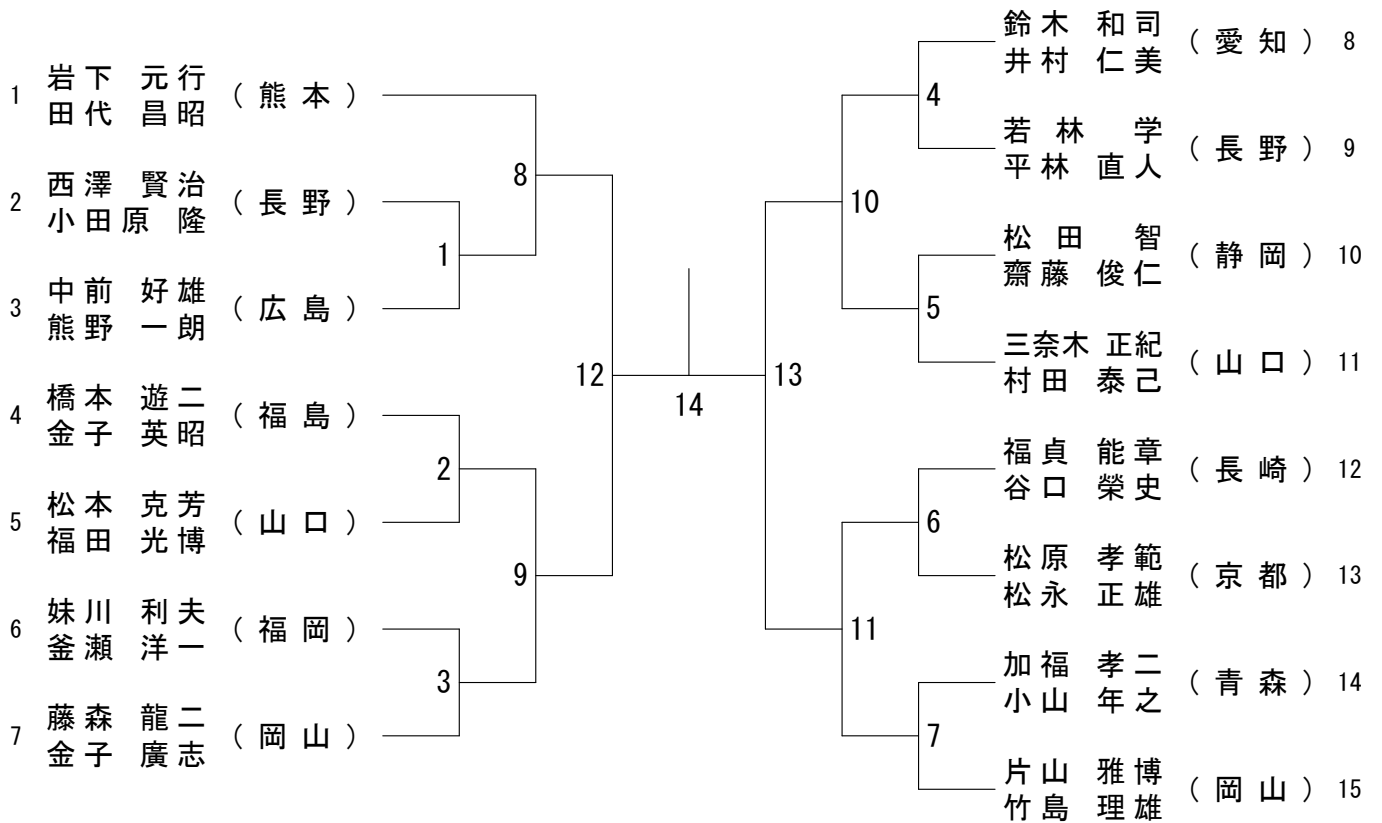 1 岩下 元行 (熊本)
田代 昌昭
2 西澤 賢治 (長野)
小田原 隆
3 中前 好雄 (広島)
熊野 一朗
4 橋本 遊二 (福島)
金子 英昭
5 松本 克芳 (山口)
福田 光博
6 妹川 利夫 (福岡)
釜瀬 洋一
7 藤森 龍二 (岡山)
金子 廣志
8
1
12
2
9
3
14
鈴木 和司 (愛知) 8
井村 仁美
若林 学 (長野) 9
平林 直人
松田 智 (静岡) 10
齋藤 俊仁
三奈木 正紀 (山口) 11
村田 泰己
福貞 能章 (長崎) 12
谷口 榮史
松原 孝範 (京都) 13
松永 正雄
加福 孝二 (青森) 14
小山 年之
片山 雅博 (岡山) 15
竹島 理雄
4
10
5
13
6
11
7